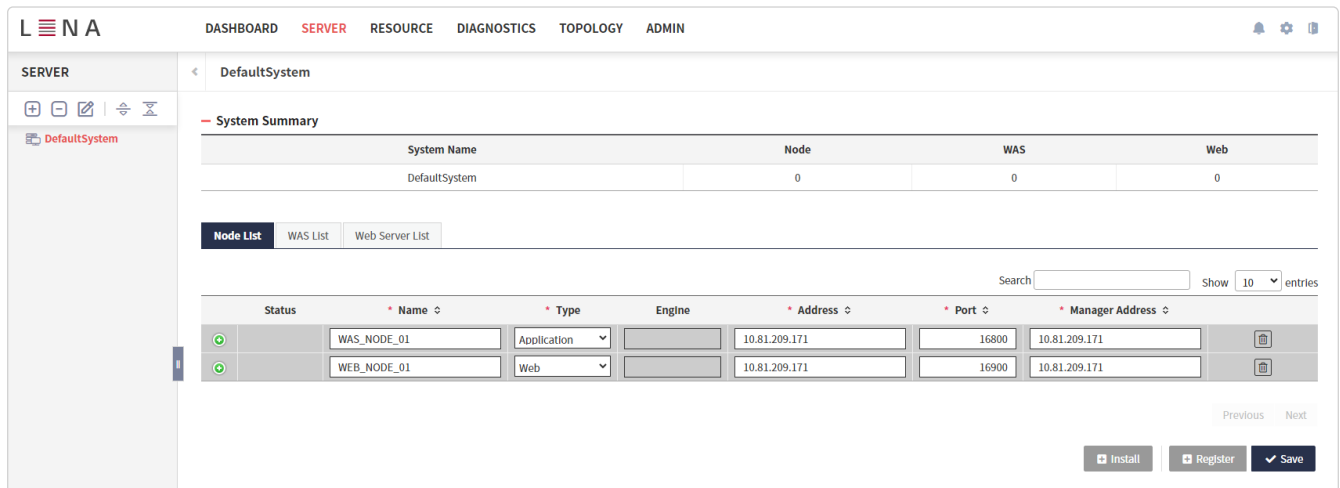 LENA DASHBOARD SERVER RESOURCE DIAGNOSTICS TOPOLOGY ADMIN
SERVER
DefaultSystem
DefaultSystem
System Summary
System Name Node WAS Web
DefaultSystem 0 0 0
Node List WAS List Web Server List
Search Show 10 entries
Status * Name * Type Engine * Address * Port * Manager Address
WAS_NODE_01 Application 10.81.209.171 16800 10.81.209.171
WEB_NODE_01 Web 10.81.209.171 16900 10.81.209.171
Previous Next
Install Register Save